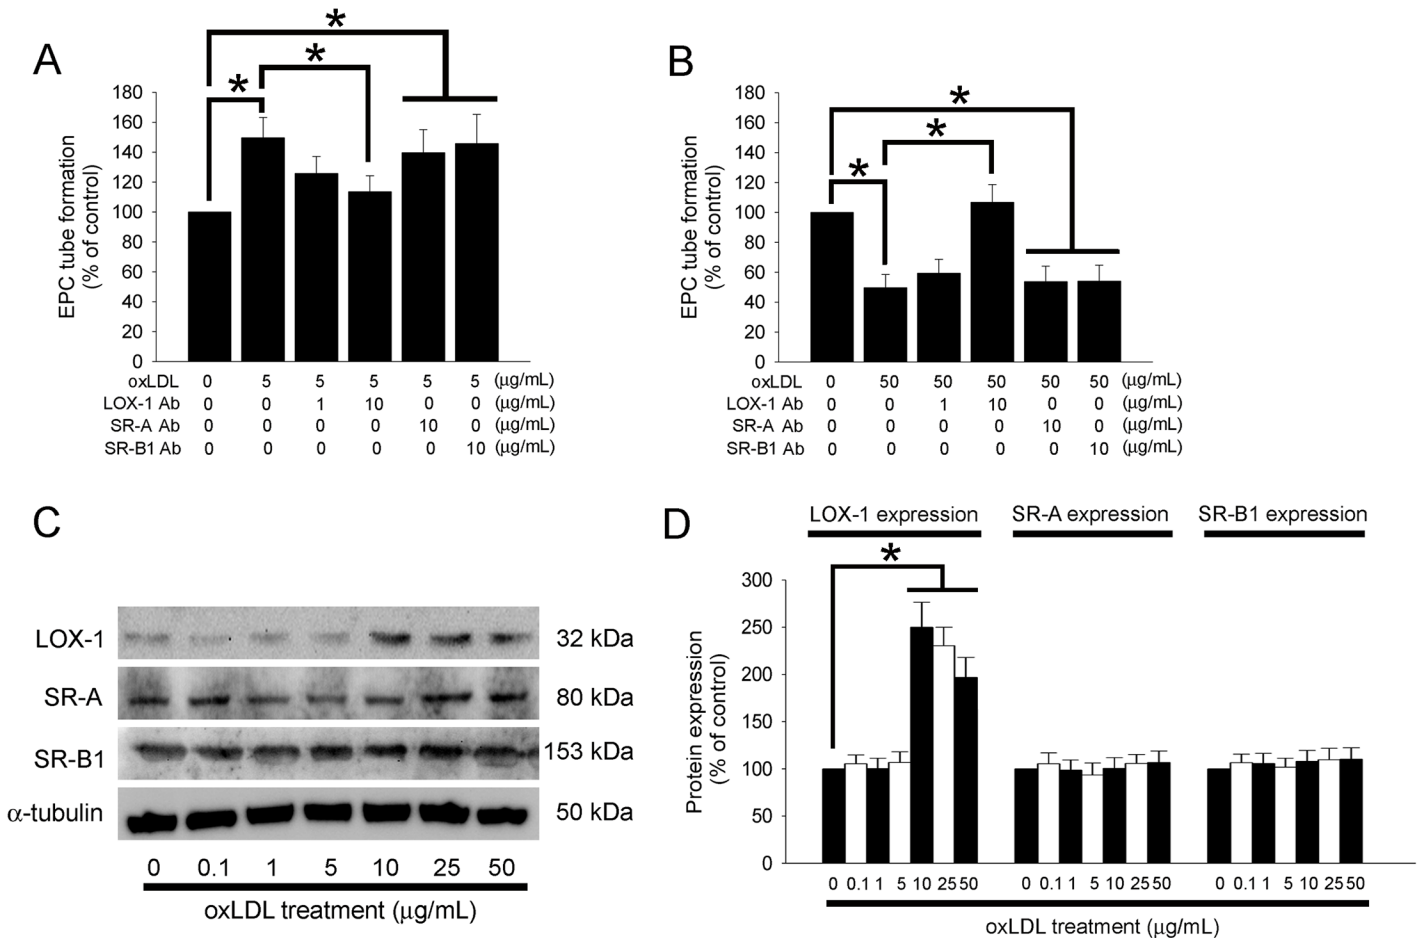 A
*
*
*
180
160
140
120
100
80
60
40
20
0
EPC tube formation
(% of control)
oxLDL 0 5 5 5 5 5 (μg/mL)
LOX-1 Ab 0 0 1 10 0 0 (μg/mL)
SR-A Ab 0 0 0 0 10 0 (μg/mL)
SR-B1 Ab 0 0 0 0 0 10 (μg/mL)
B
*
*
*
180
160
140
120
100
80
60
40
20
0
EPC tube formation
(% of control)
oxLDL 0 50 50 50 50 50 (μg/mL)
LOX-1 Ab 0 0 1 10 0 0 (μg/mL)
SR-A Ab 0 0 0 0 10 0 (μg/mL)
SR-B1 Ab 0 0 0 0 0 10 (μg/mL)
C
LOX-1 32 kDa
SR-A 80 kDa
SR-B1 153 kDa
α-tubulin 50 kDa
0 0.1 1 5 10 25 50
oxLDL treatment (μg/mL)
D
LOX-1 expression SR-A expression SR-B1 expression
*
300
250
200
150
100
50
0
Protein expression
(% of control)
0 0.1 1 5 10 25 50 0 0.1 1 5 10 25 50 0 0.1 1 5 10 25 50
oxLDL treatment (μg/mL)